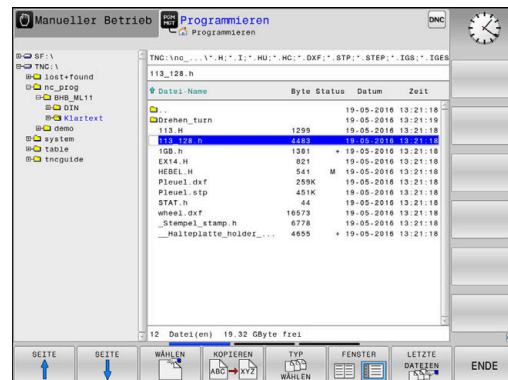 Manueller Betrieb
PGM MGT Programmieren
Programmieren
DNC
SF:\
TNC:\
lost+found
nc_prog
BHB_ML11
DIN
Klartext
demo
system
table
tncguide
TNC:\nc_...\*.H;*.I;*.HU;*.HC;*.DXF;*.STP;*.STEP;*.IGS;*.IGES
113_128.h
Datei-Name Byte Status Datum Zeit
.. 19-05-2016 13:21:18
Drehen_turn 19-05-2016 13:21:19
113.H 1299 19-05-2016 13:21:18
113_128.h 4483 19-05-2016 13:21:18
1GB.h 1381 + 19-05-2016 13:21:18
EX14.H 821 19-05-2016 13:21:18
HEBEL.H 541 M 19-05-2016 13:21:18
Pleuel.dxf 259K 19-05-2016 13:21:18
Pleuel.stp 451K 19-05-2016 13:21:18
STAT.h 44 19-05-2016 13:21:18
wheel.dxf 16573 19-05-2016 13:21:18
_Stempel_stamp.h 6778 19-05-2016 13:21:18
__Halteplatte_holder_... 4655 + 19-05-2016 13:21:18
12 Datei(en) 19.32 GByte frei
SEITE
SEITE
WÄHLEN
KOPIEREN
ABC XYZ
TYP
WÄHLEN
FENSTER
LETZTE
DATEIEN
ENDE